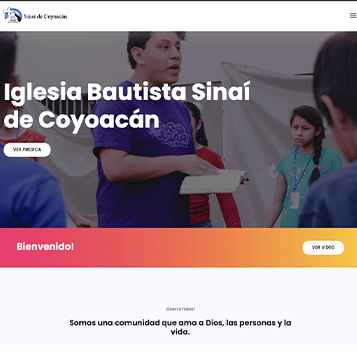 Sinaí de Coyoacán
Iglesia Bautista Sinaí
de Coyoacán
VER PREDICA
Bienvenido!
VER VIDEO
Somos una comunidad que ama a Dios, las personas y la
vida.